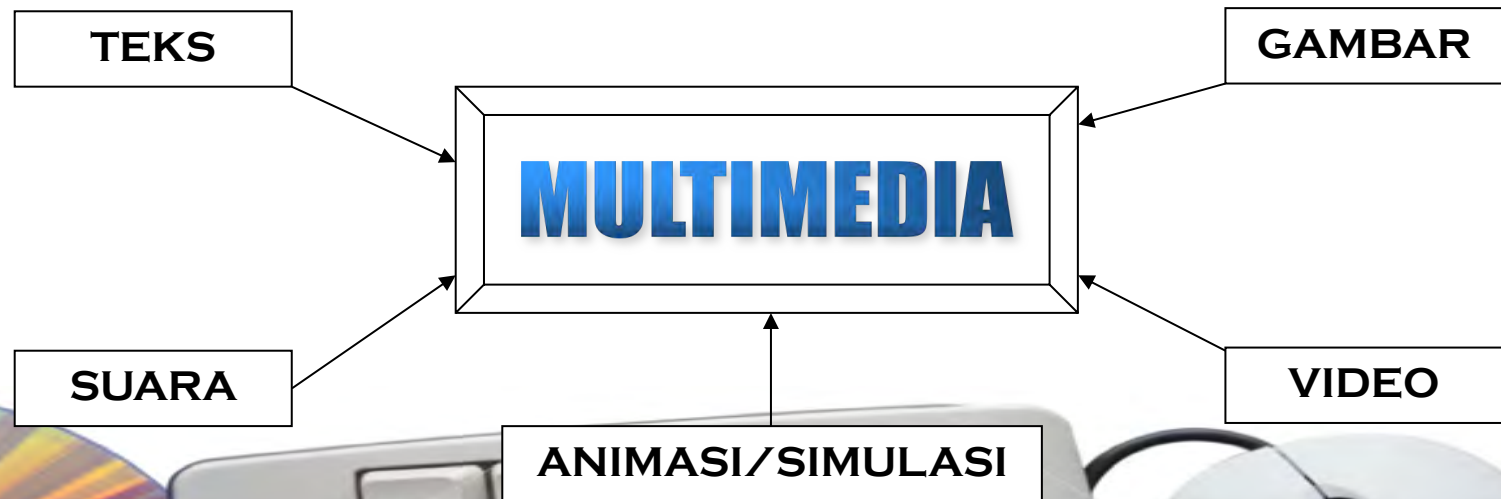 TEKS
GAMBAR
MULTIMEDIA
SUARA
VIDEO
ANIMASI/SIMULASI